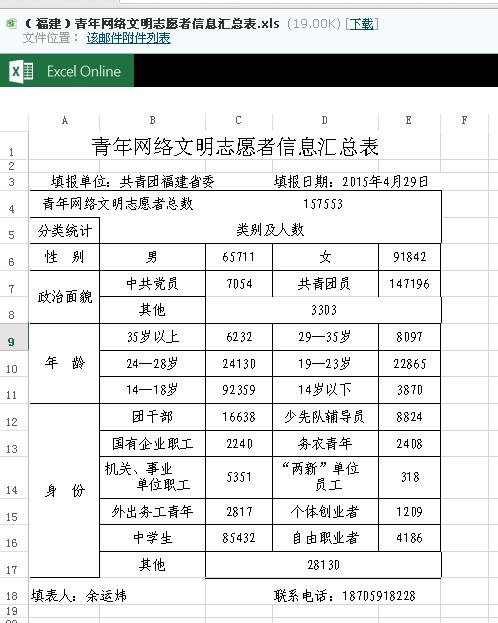 （福建）青年网络文明志愿者信息汇总表.xls (19.00K) [下载]
文件位置： 该邮件附件列表
Excel Online
A B C D E F
1 青年网络文明志愿者信息汇总表
2
3 填报单位：共青团福建省委 填报日期：2015年4月29日
4 青年网络文明志愿者总数 157553
5 分类统计 类别及人数
6 性 别 男 65711 女 91842
7 政治面貌 中共党员 7054 共青团员 147196
8 其他 3303
9 年 龄 35岁以上 6232 29—35岁 8097
10 24—28岁 24130 19—23岁 22865
11 14—18岁 92359 14岁以下 3870
12 身 份 团干部 16638 少先队辅导员 8824
13 国有企业职工 2240 务农青年 2408
14 机关、事业单位职工 5351 “两新”单位员工 318
15 外出务工青年 2817 个体创业者 1209
16 中学生 85432 自由职业者 4186
17 其他 28130
18 填表人：余运炜 联系电话：18705918228
19